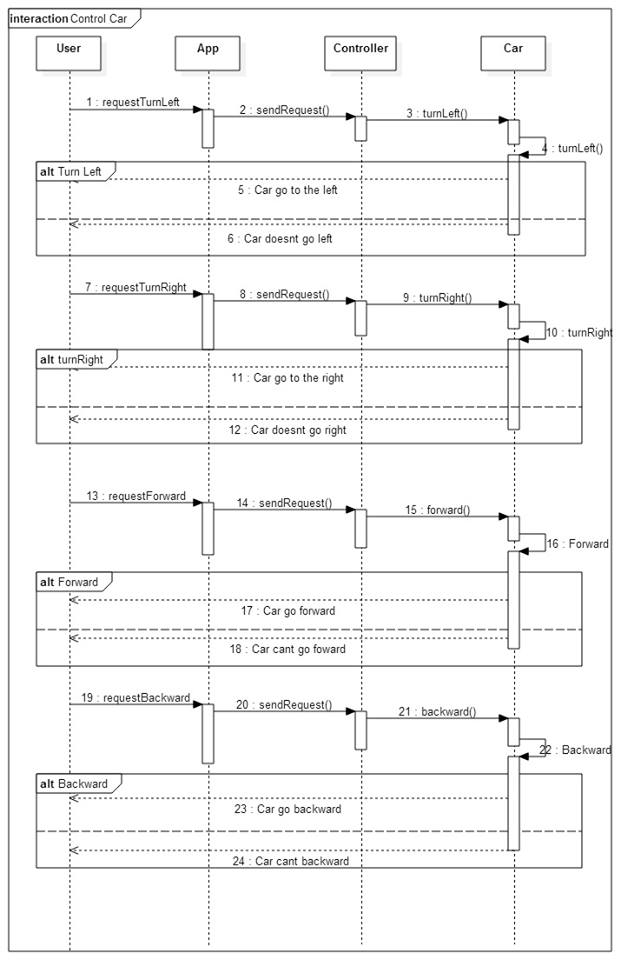 interaction Control Car
User
App
Controller
Car
1 : requestTurnLeft
2 : sendRequest()
3 : turnLeft()
4 : turnLeft()
alt Turn Left
5 : Car go to the left
6 : Car doesnt go left
7 : requestTurnRight
8 : sendRequest()
9 : turnRight()
10 : turnRight
alt turnRight
11 : Car go to the right
12 : Car doesnt go right
13 : requestForward
14 : sendRequest()
15 : forward()
16 : Forward
alt Forward
17 : Car go forward
18 : Car cant go foward
19 : requestBackward
20 : sendRequest()
21 : backward()
22 : Backward
alt Backward
23 : Car go backward
24 : Car cant backward